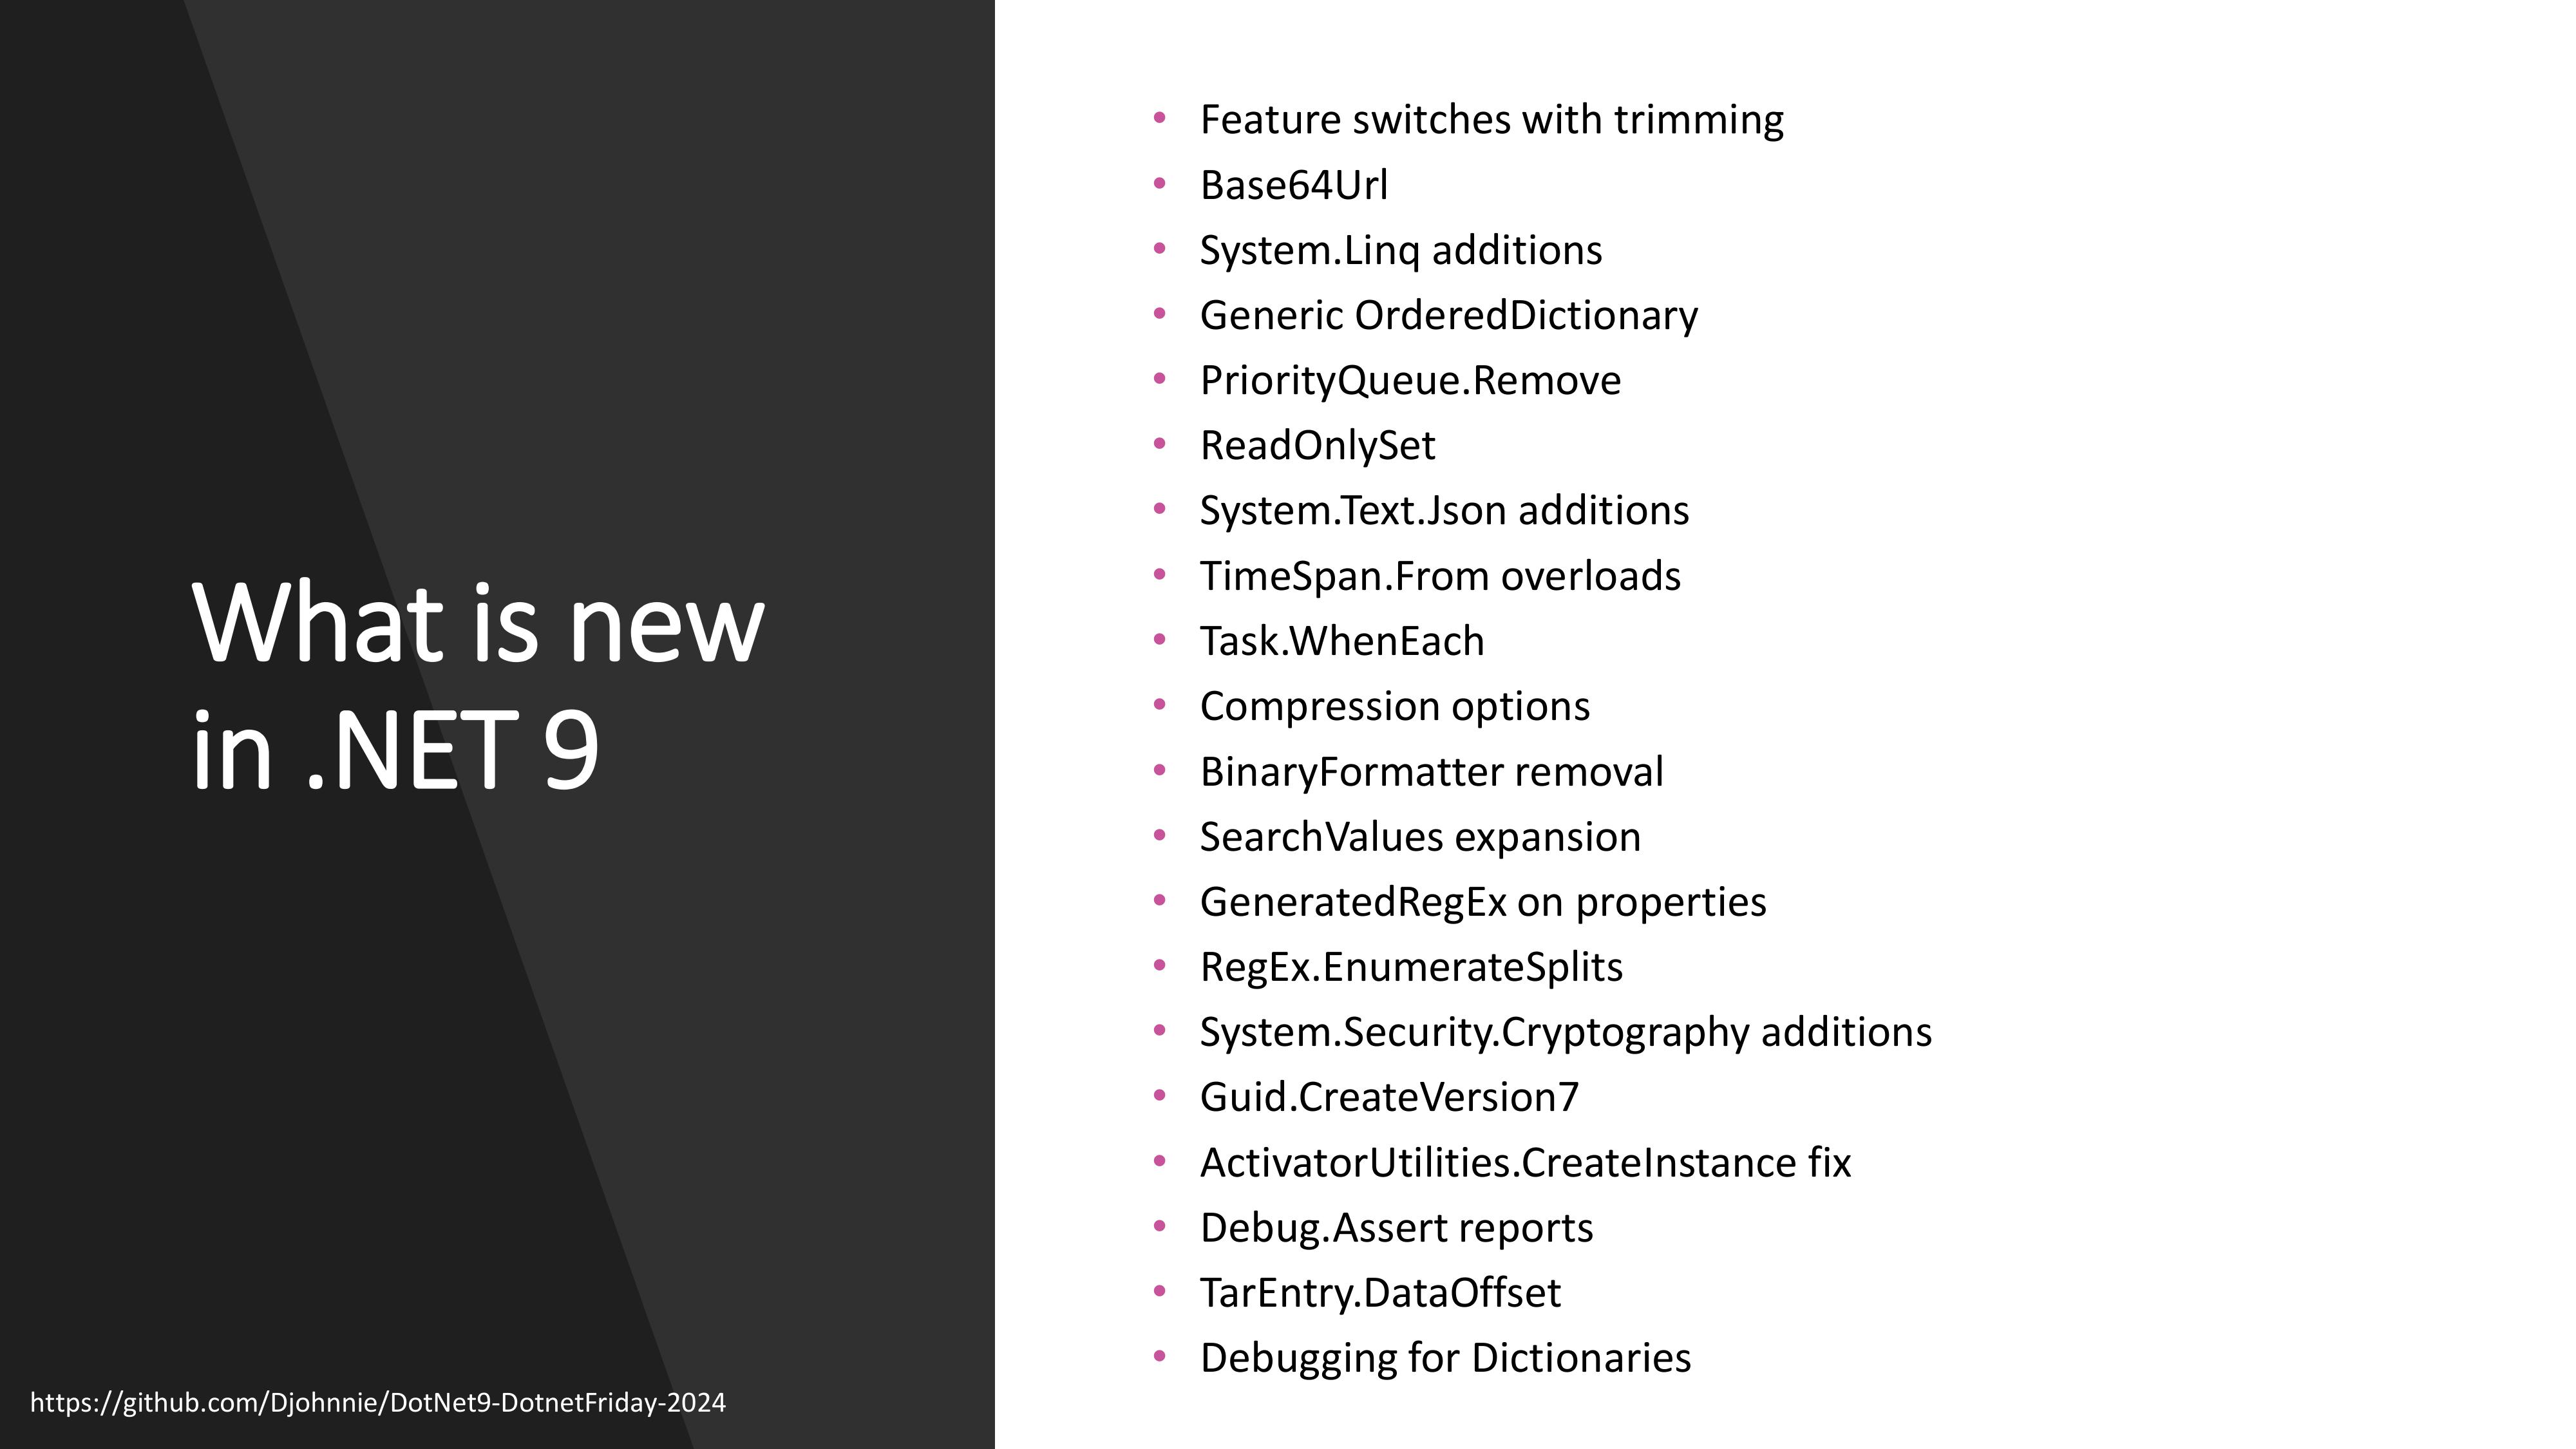 What is new
in .NET 9
https://github.com/Djohnnie/DotNet9-DotnetFriday-2024
• Feature switches with trimming
• Base64Url
• System.Linq additions
• Generic OrderedDictionary
• PriorityQueue.Remove
• ReadOnlySet
• System.Text.Json additions
• TimeSpan.From overloads
• Task.WhenEach
• Compression options
• BinaryFormatter removal
• SearchValues expansion
• GeneratedRegEx on properties
• RegEx.EnumerateSplits
• System.Security.Cryptography additions
• Guid.CreateVersion7
• ActivatorUtilities.CreateInstance fix
• Debug.Assert reports
• TarEntry.DataOffset
• Debugging for Dictionaries